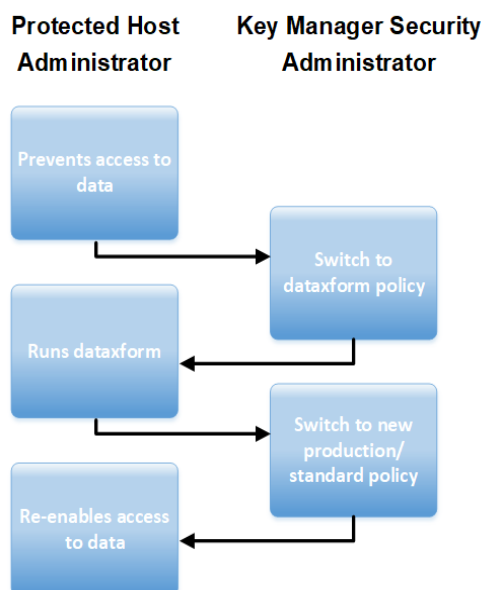 Protected Host
Administrator
Key Manager Security
Administrator
Prevents access to
data
Switch to
dataxform policy
Runs dataxform
Switch to new
production/
standard policy
Re-enables access
to data